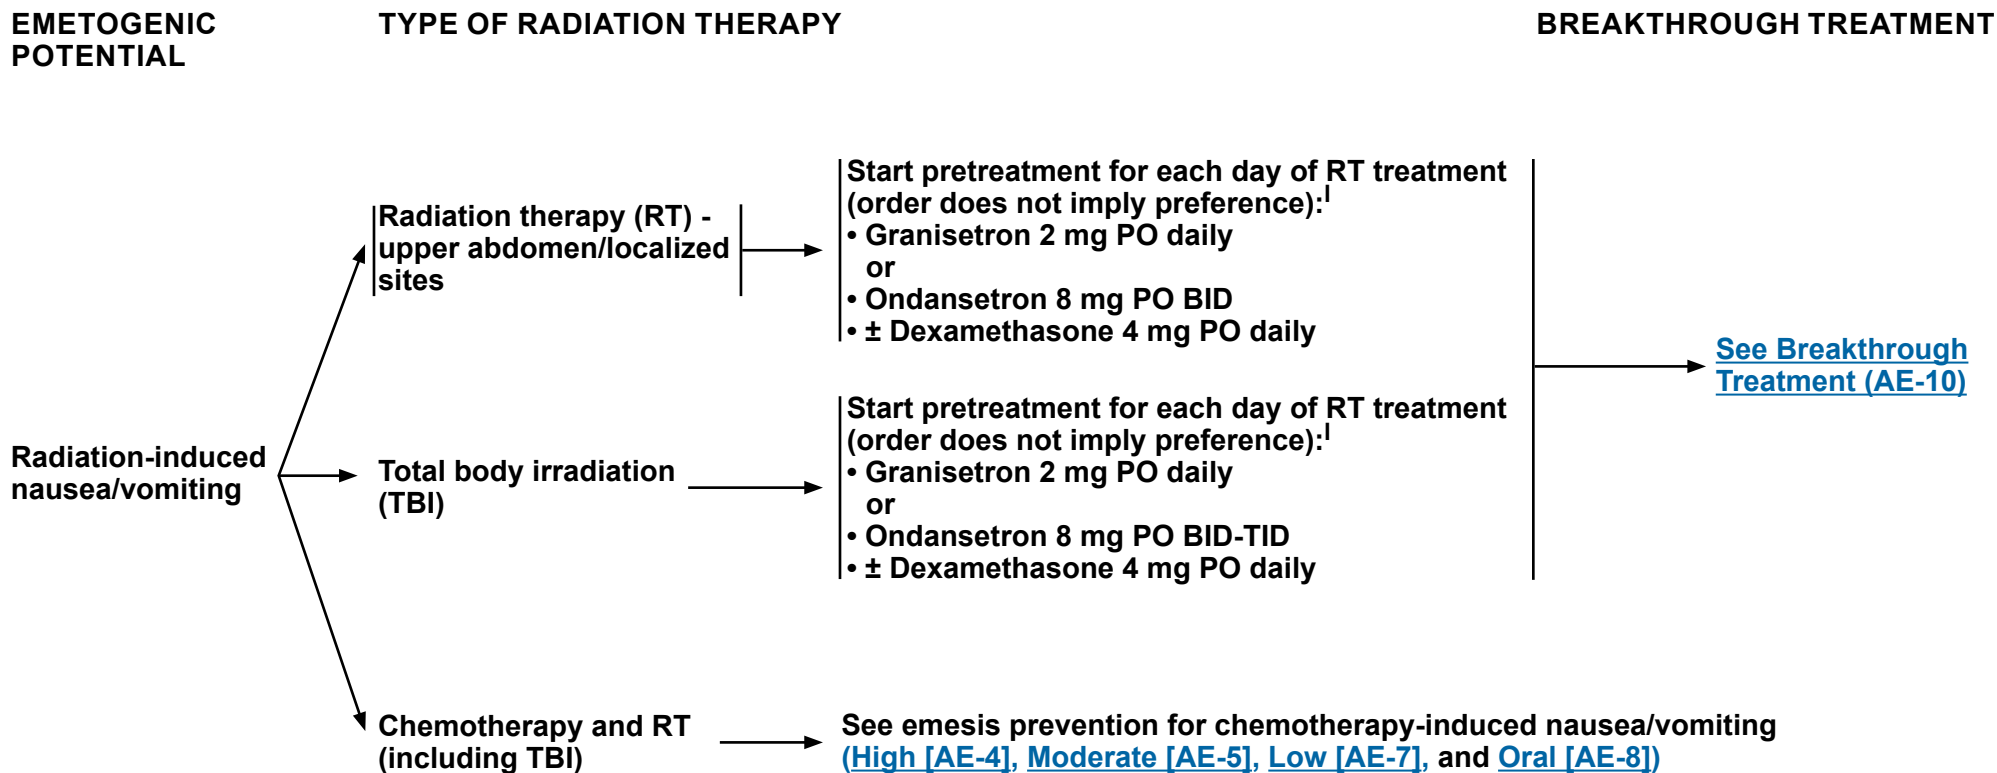 EMETOGENIC
POTENTIAL
TYPE OF RADIATION THERAPY
BREAKTHROUGH TREATMENT
Radiation-induced
nausea/vomiting
Radiation therapy (RT) -
upper abdomen/localized
sites
Start pretreatment for each day of RT treatment
(order does not imply preference):l
• Granisetron 2 mg PO daily
or
• Ondansetron 8 mg PO BID
• ± Dexamethasone 4 mg PO daily
Total body irradiation
(TBI)
Start pretreatment for each day of RT treatment
(order does not imply preference):l
• Granisetron 2 mg PO daily
or
• Ondansetron 8 mg PO BID-TID
• ± Dexamethasone 4 mg PO daily
See Breakthrough
Treatment (AE-10)
Chemotherapy and RT
(including TBI)
See emesis prevention for chemotherapy-induced nausea/vomiting
(High [AE-4], Moderate [AE-5], Low [AE-7], and Oral [AE-8])